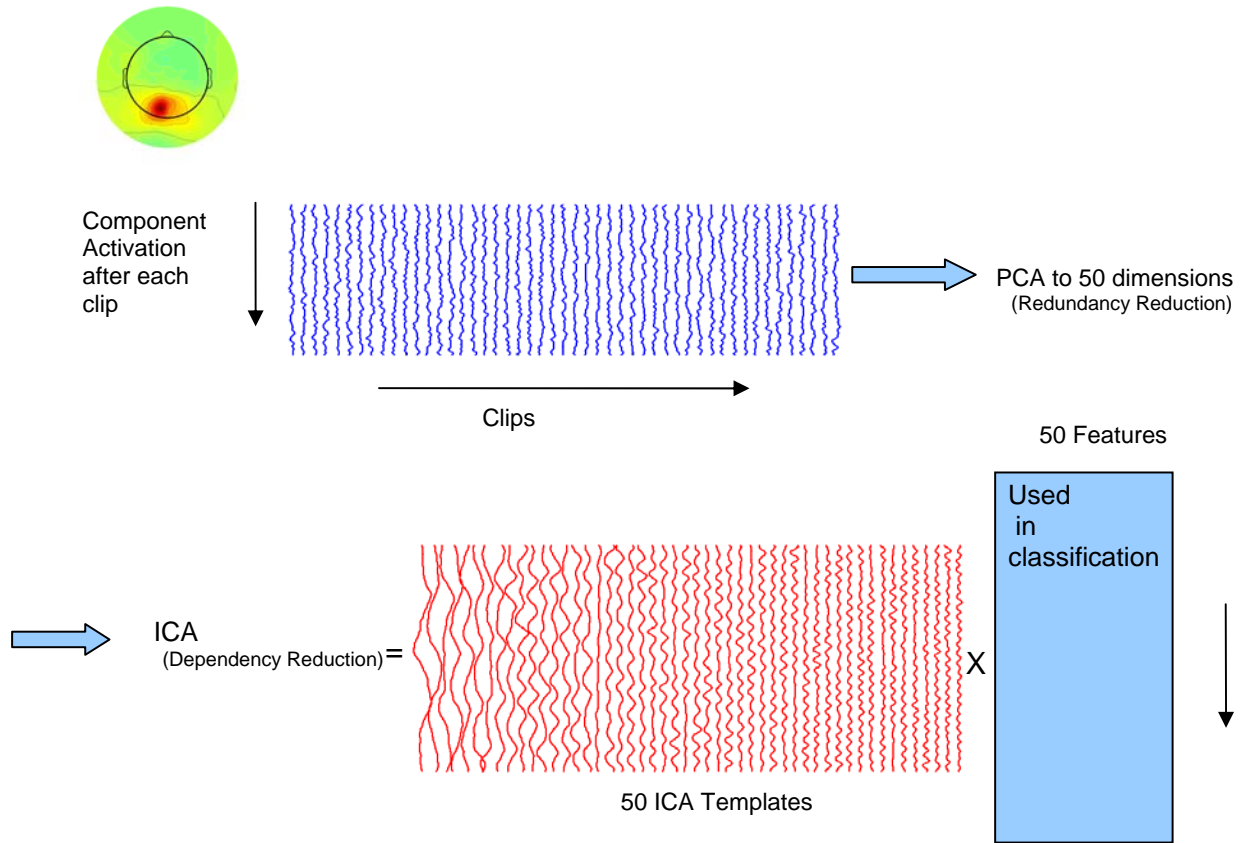 Component
Activation
after each
clip
PCA to 50 dimensions
(Redundancy Reduction)
Clips
50 Features
Used
in
classification
ICA
(Dependency Reduction) =
X
50 ICA Templates